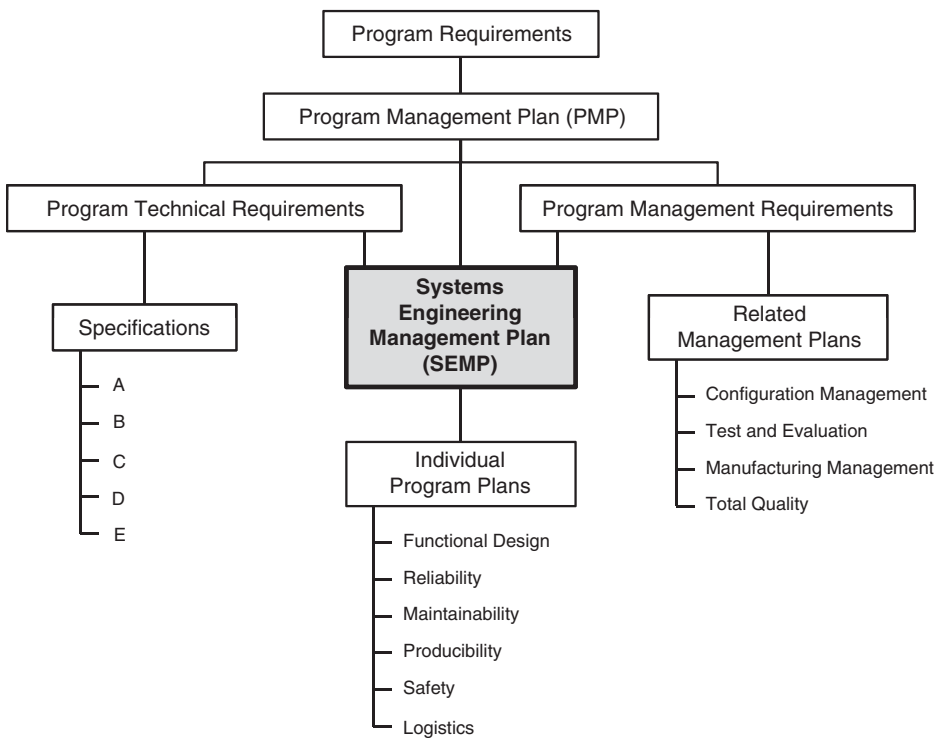 Program Requirements
Program Management Plan (PMP)
Program Technical Requirements
Program Management Requirements
Systems
Engineering
Management Plan
(SEMP)
Specifications
A
B
C
D
E
Related
Management Plans
Configuration Management
Test and Evaluation
Manufacturing Management
Total Quality
Individual
Program Plans
Functional Design
Reliability
Maintainability
Producibility
Safety
Logistics